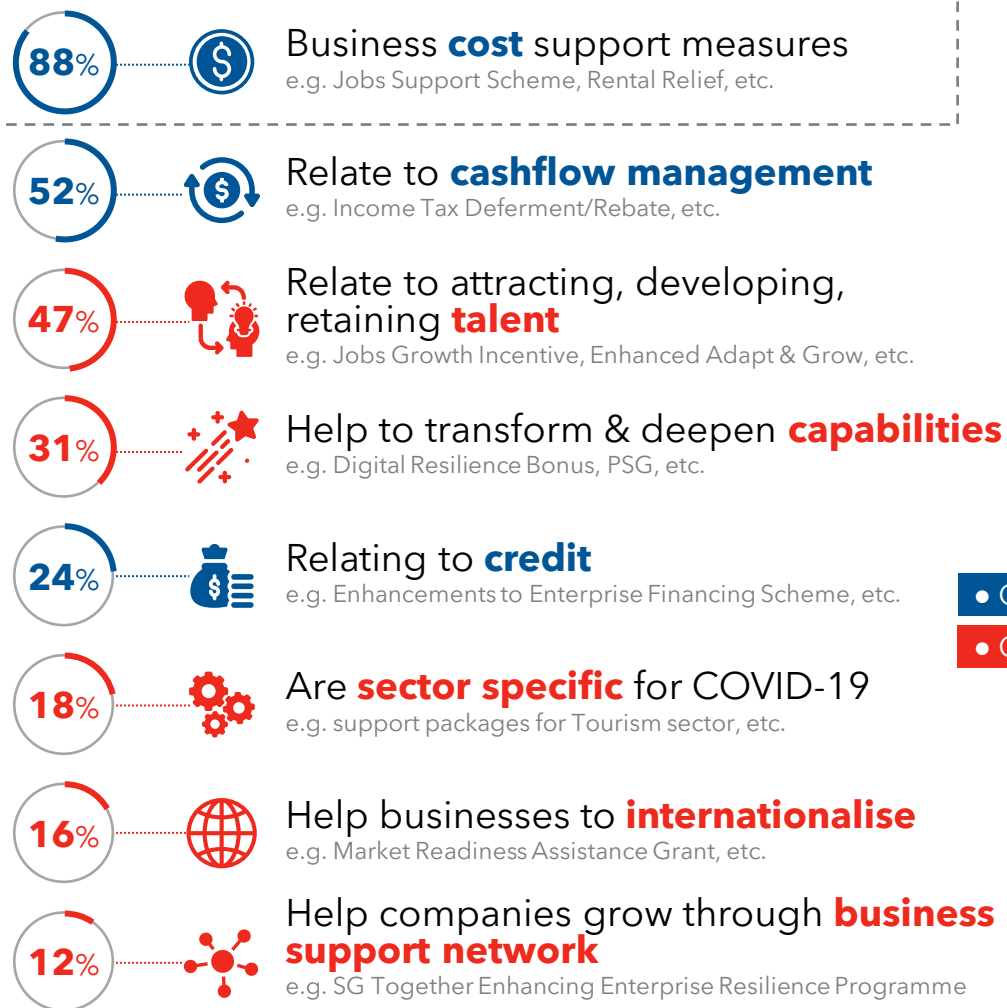 88%
Business cost support measures
e.g. Jobs Support Scheme, Rental Relief, etc.
52%
Relate to cashflow management
e.g. Income Tax Deferment/Rebate, etc.
47%
Relate to attracting, developing,
retaining talent
e.g. Jobs Growth Incentive, Enhanced Adapt & Grow, etc.
31%
Help to transform & deepen capabilities
e.g. Digital Resilience Bonus, PSG, etc.
24%
Relating to credit
e.g. Enhancements to Enterprise Financing Scheme, etc.
18%
Are sector specific for COVID-19
e.g. support packages for Tourism sector, etc.
16%
Help businesses to internationalise
e.g. Market Readiness Assistance Grant, etc.
12%
Help companies grow through business
support network
e.g. SG Together Enhancing Enterprise Resilience Programme